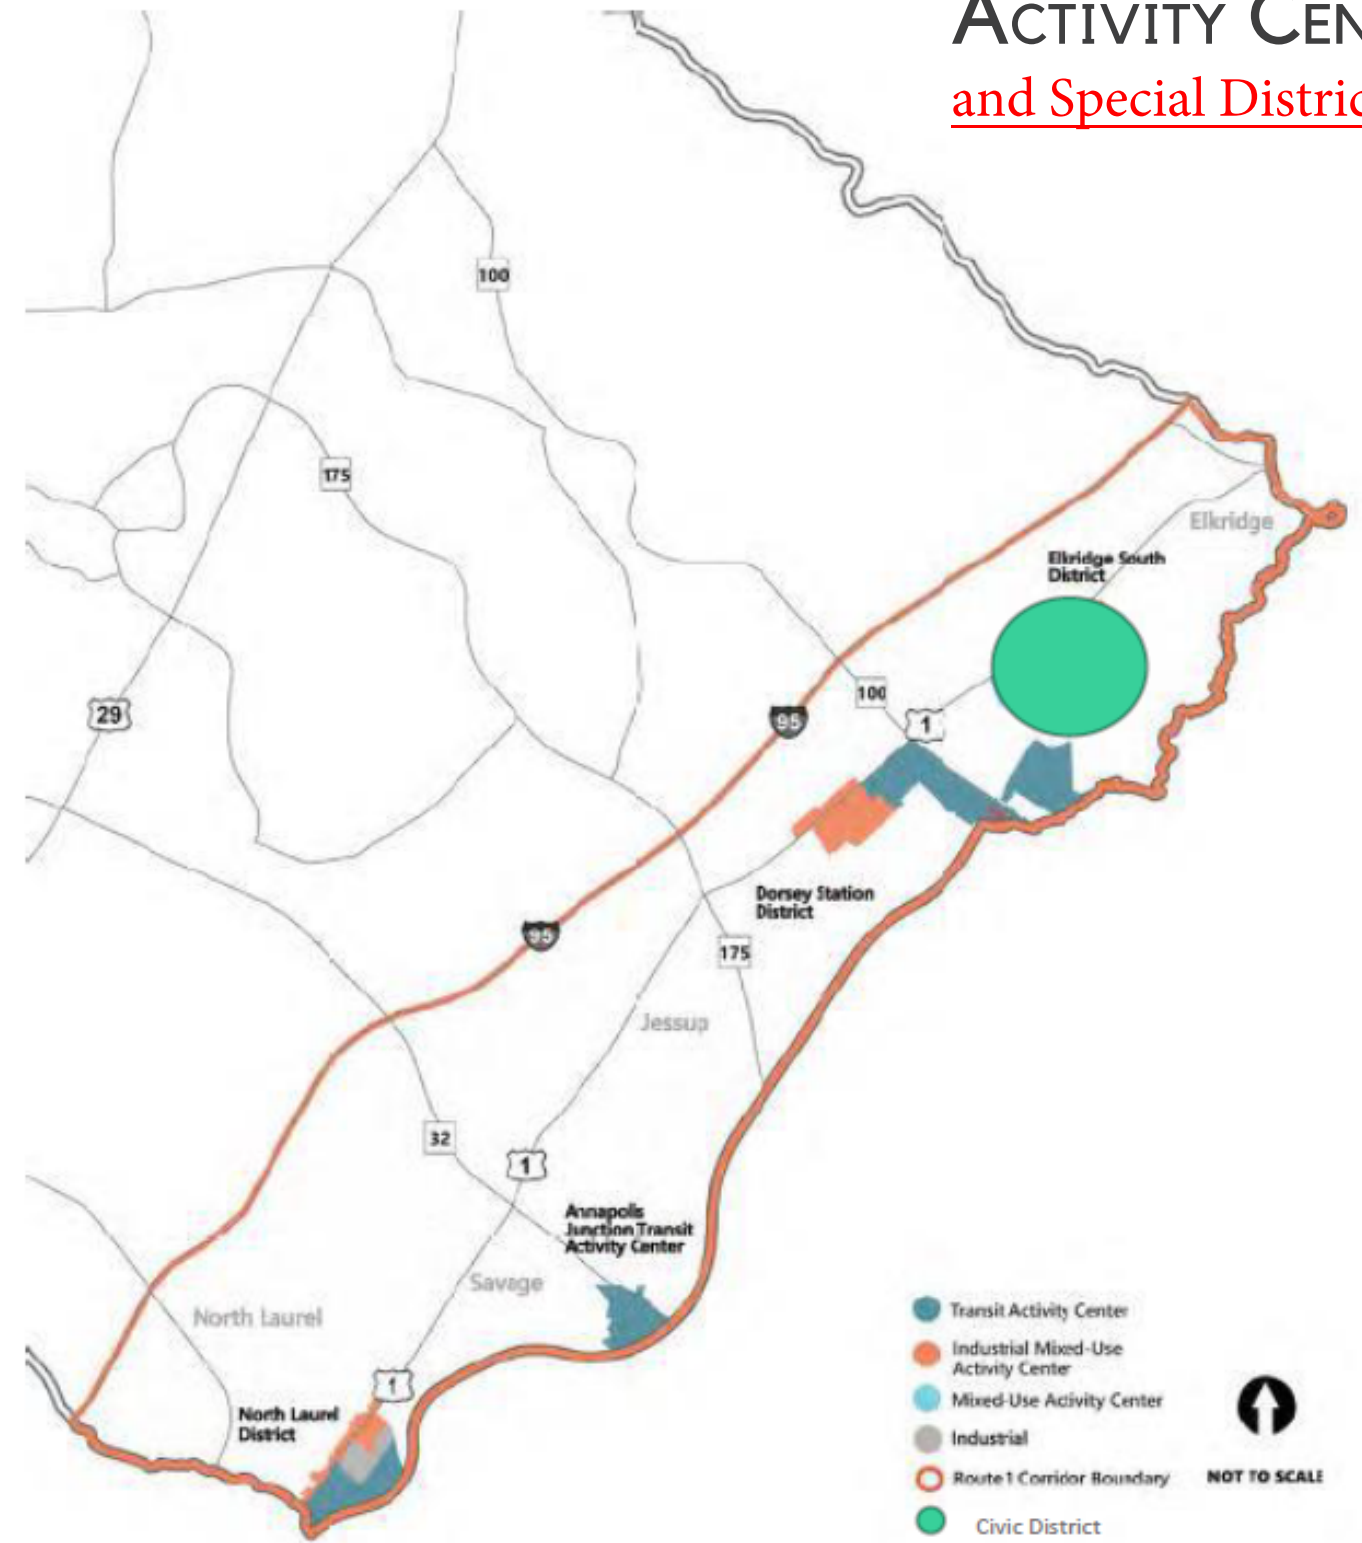 ACTIVITY CEN
and Special Distric
100
175
Elkridge
Elkridge South
District
100
29
95
1
Dorsey Station
District
95
175
Jessup
32
1
Annapolis
Junction Transit
Activity Center
Savage
North Laurel
1
North Laurel
District
Transit Activity Center
Industrial Mixed-Use
Activity Center
Mixed-Use Activity Center
Industrial
Route 1 Corridor Boundary
NOT TO SCALE
Civic District